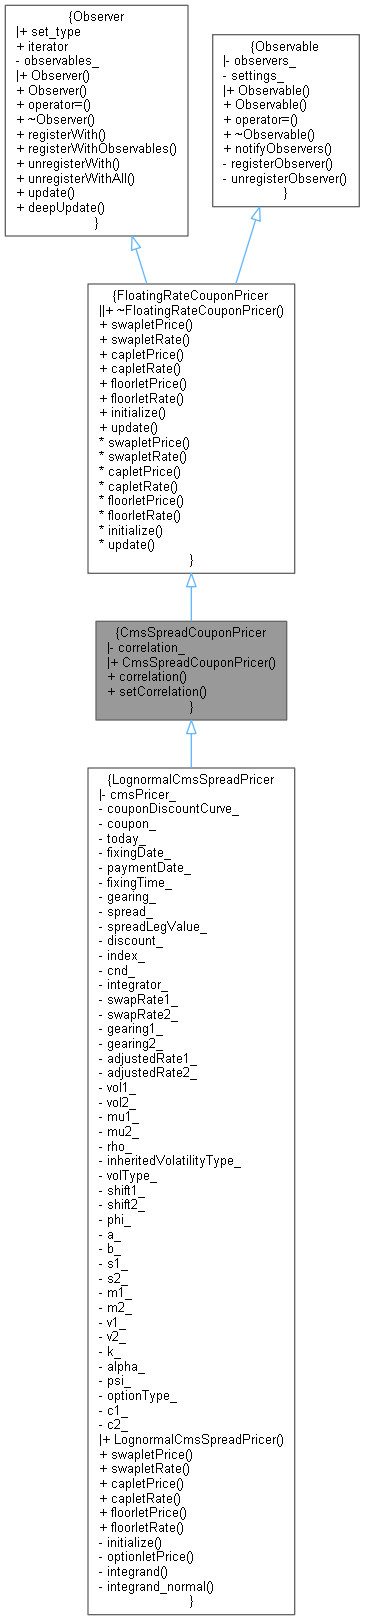 {Observer
|+ set_type
+ iterator
- observables_
|+ Observer()
+ Observer()
+ operator=()
+ ~Observer()
+ registerWith()
+ registerWithObservables()
+ unregisterWith()
+ unregisterWithAll()
+ update()
+ deepUpdate()
}
{Observable
|- observers_
- settings_
|+ Observable()
+ Observable()
+ operator=()
+ ~Observable()
+ notifyObservers()
- registerObserver()
- unregisterObserver()
}
{FloatingRateCouponPricer
||+ ~FloatingRateCouponPricer()
+ swapletPrice()
+ swapletRate()
+ capletPrice()
+ capletRate()
+ floorletPrice()
+ floorletRate()
+ initialize()
+ update()
* swapletPrice()
* swapletRate()
* capletPrice()
* capletRate()
* floorletPrice()
* floorletRate()
* initialize()
* update()
}
{CmsSpreadCouponPricer
|- correlation_
|+ CmsSpreadCouponPricer()
+ correlation()
+ setCorrelation()
}
{LognormalCmsSpreadPricer
|- cmsPricer_
- couponDiscountCurve_
- coupon_
- today_
- fixingDate_
- paymentDate_
- fixingTime_
- gearing_
- spread_
- spreadLegValue_
- discount_
- index_
- cnd_
- integrator_
- swapRate1_
- swapRate2_
- gearing1_
- gearing2_
- adjustedRate1_
- adjustedRate2_
- vol1_
- vol2_
- mu1_
- mu2_
- rho_
- inheritedVolatilityType_
- volType_
- shift1_
- shift2_
- phi_
- a_
- b_
- s1_
- s2_
- m1_
- m2_
- v1_
- v2_
- k_
- alpha_
- psi_
- optionType_
- c1_
- c2_
|+ LognormalCmsSpreadPricer()
+ swapletPrice()
+ swapletRate()
+ capletPrice()
+ capletRate()
+ floorletPrice()
+ floorletRate()
- initialize()
- optionletPrice()
- integrand()
- integrand_normal()
}